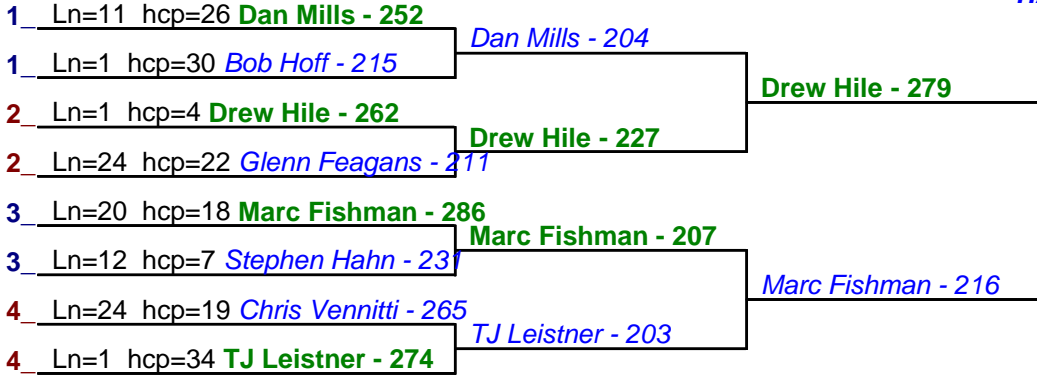 1_ Ln=11 hcp=26 Dan Mills - 252
Dan Mills - 204
1_ Ln=1 hcp=30 Bob Hoff - 215
Drew Hile - 279
2_ Ln=1 hcp=4 Drew Hile - 262
Drew Hile - 227
2_ Ln=24 hcp=22 Glenn Feagans - 211
3_ Ln=20 hcp=18 Marc Fishman - 286
Marc Fishman - 207
3_ Ln=12 hcp=7 Stephen Hahn - 231
Marc Fishman - 216
4_ Ln=24 hcp=19 Chris Vennitti - 265
TJ Leistner - 203
4_ Ln=1 hcp=34 TJ Leistner - 274